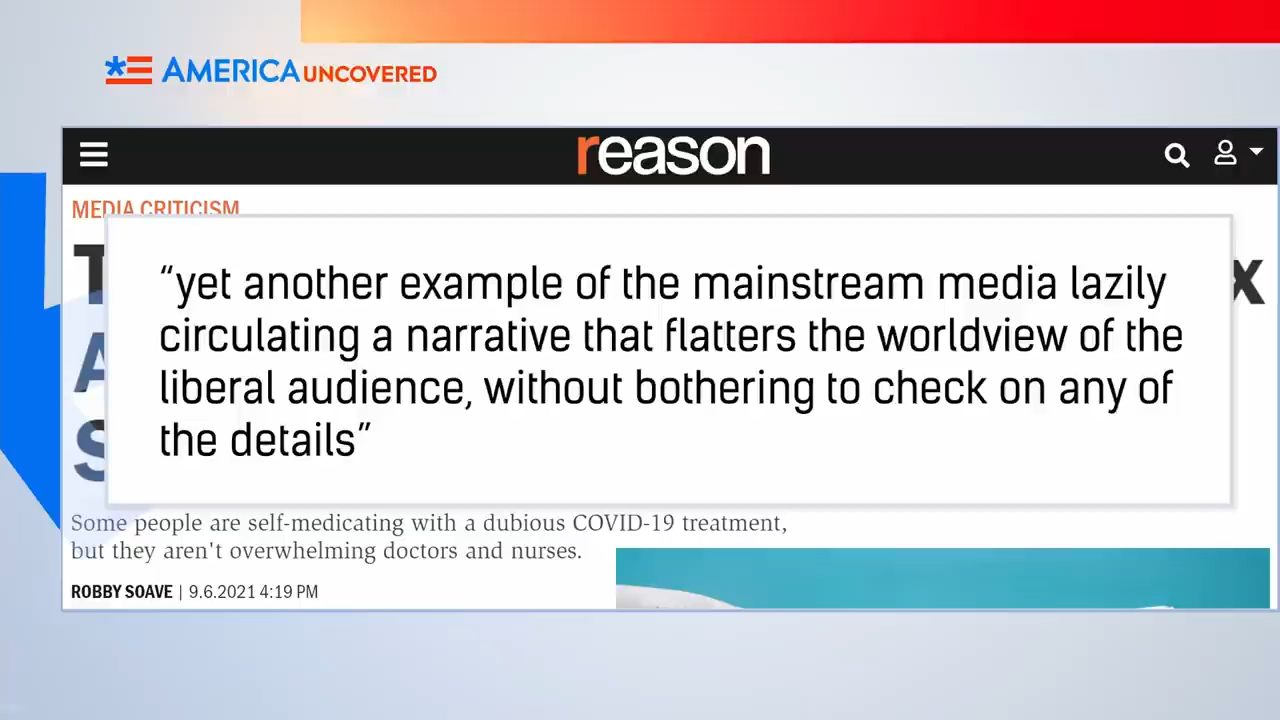 AMERICA UNCOVERED
reason
MEDIA CRITICISM
“yet another example of the mainstream media lazily
circulating a narrative that flatters the worldview of the
liberal audience, without bothering to check on any of
the details”
Some people are self-medicating with a dubious COVID-19 treatment,
but they aren't overwhelming doctors and nurses.
ROBBY SOAVE | 9.6.2021 4:19 PM